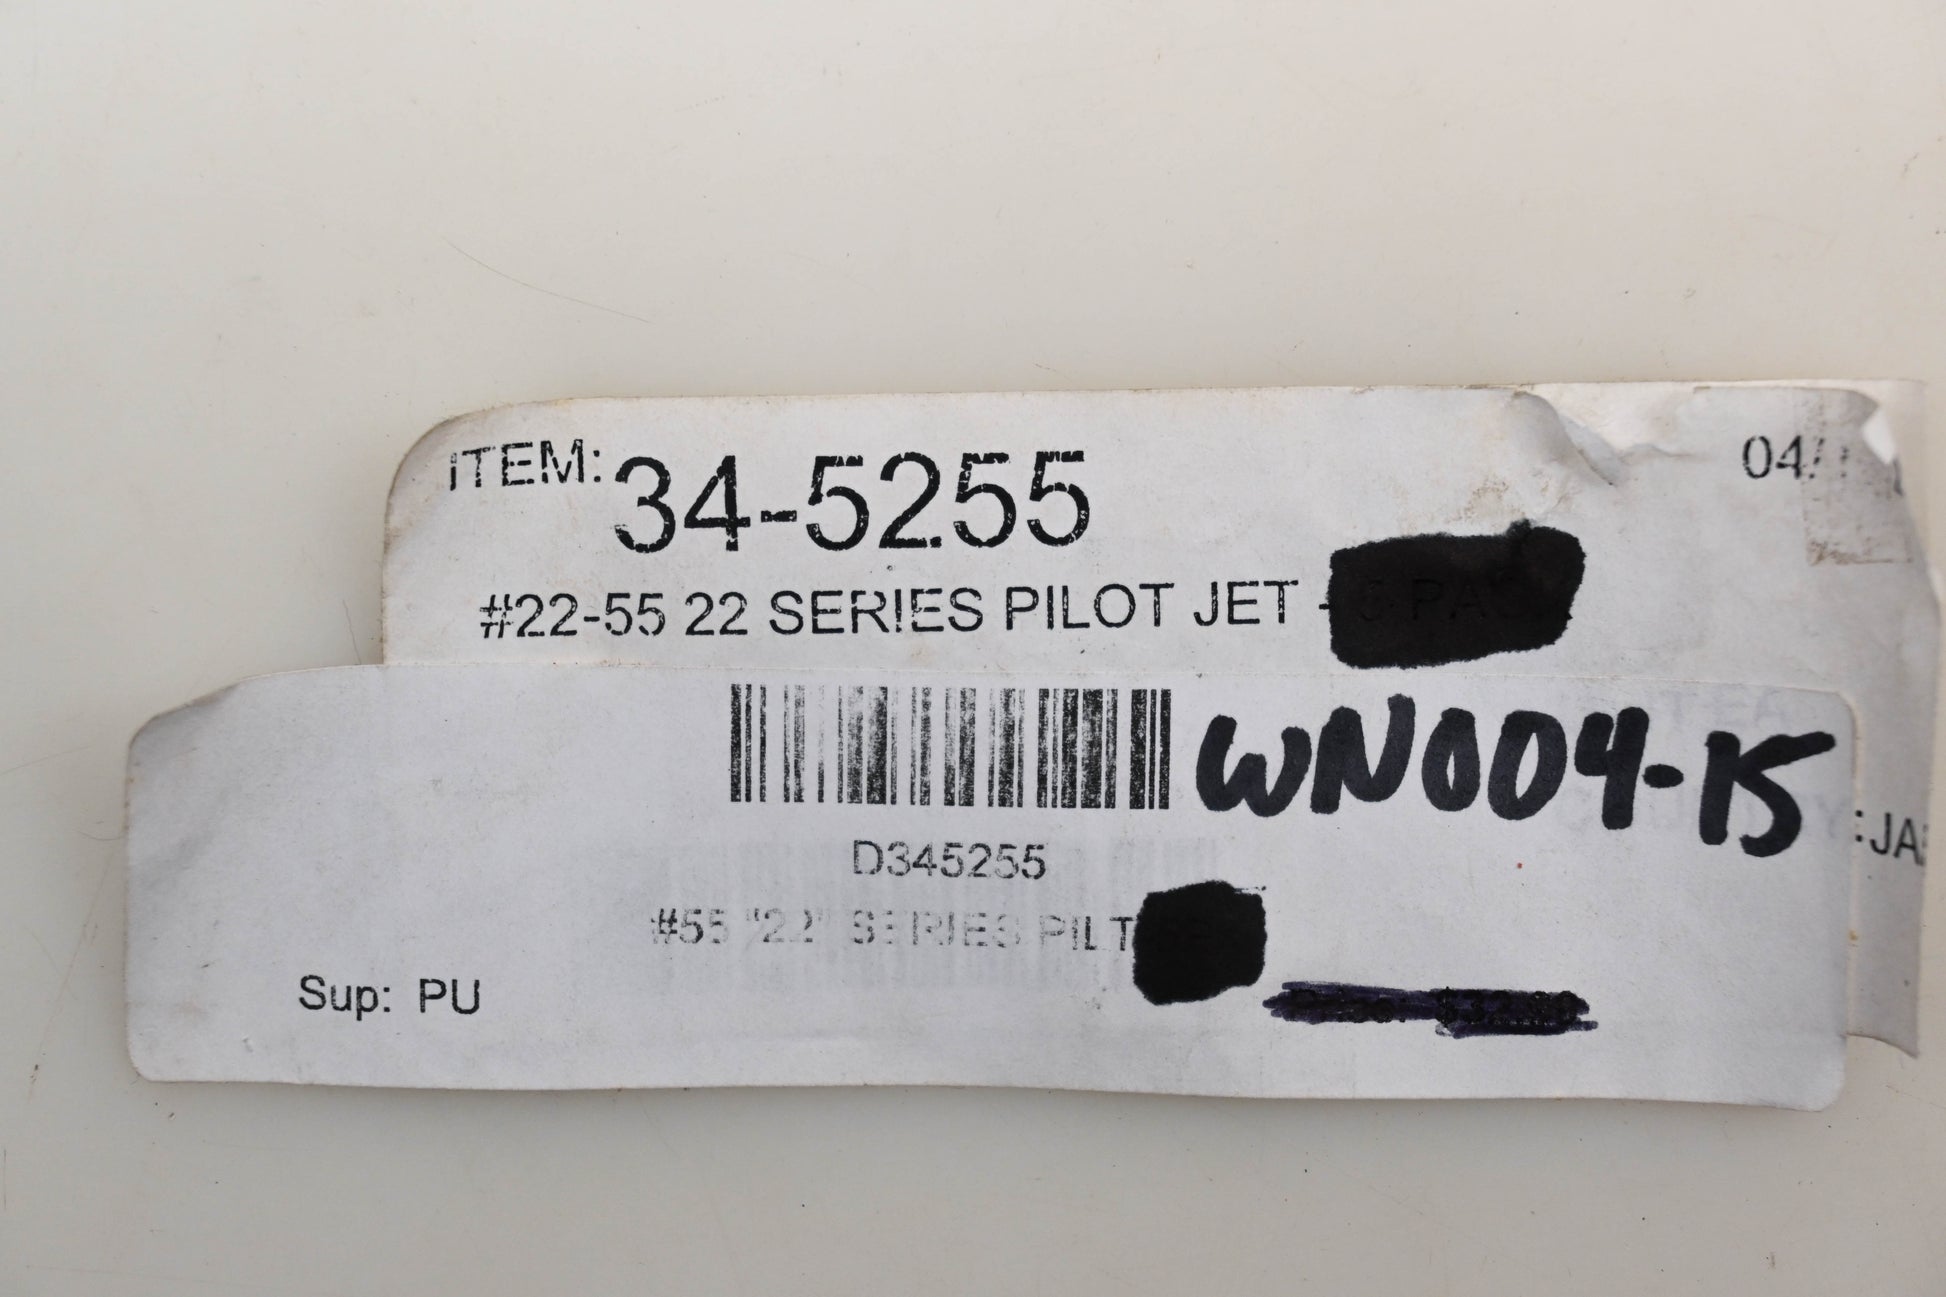 ITEM: 34-5255
04/
#22-55 22 SERIES PILOT JET -
WN004-15
:JA
D345255
#55 "22" SERIES PILT
Sup: PU